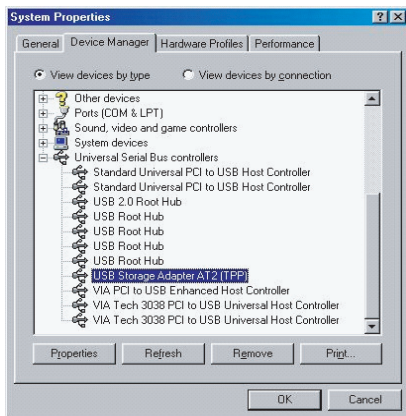 System Properties
General Device Manager Hardware Profiles Performance
View devices by type View devices by connection
Other devices
Ports (COM & LPT)
Sound, video and game controllers
System devices
Universal Serial Bus controllers
Standard Universal PCI to USB Host Controller
Standard Universal PCI to USB Host Controller
USB 2.0 Root Hub
USB Root Hub
USB Root Hub
USB Root Hub
USB Root Hub
USB Storage Adapter AT2 (TPP)
VIA PCI to USB Enhanced Host Controller
VIA Tech 3038 PCI to USB Universal Host Controller
VIA Tech 3038 PCI to USB Universal Host Controller
Properties Refresh Remove Print...
OK Cancel